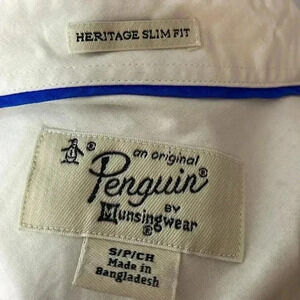 HERITAGE SLIM FIT
an original
Penguin®
BY
Munsingwear®
S/P/CH
Made in
Bangladesh